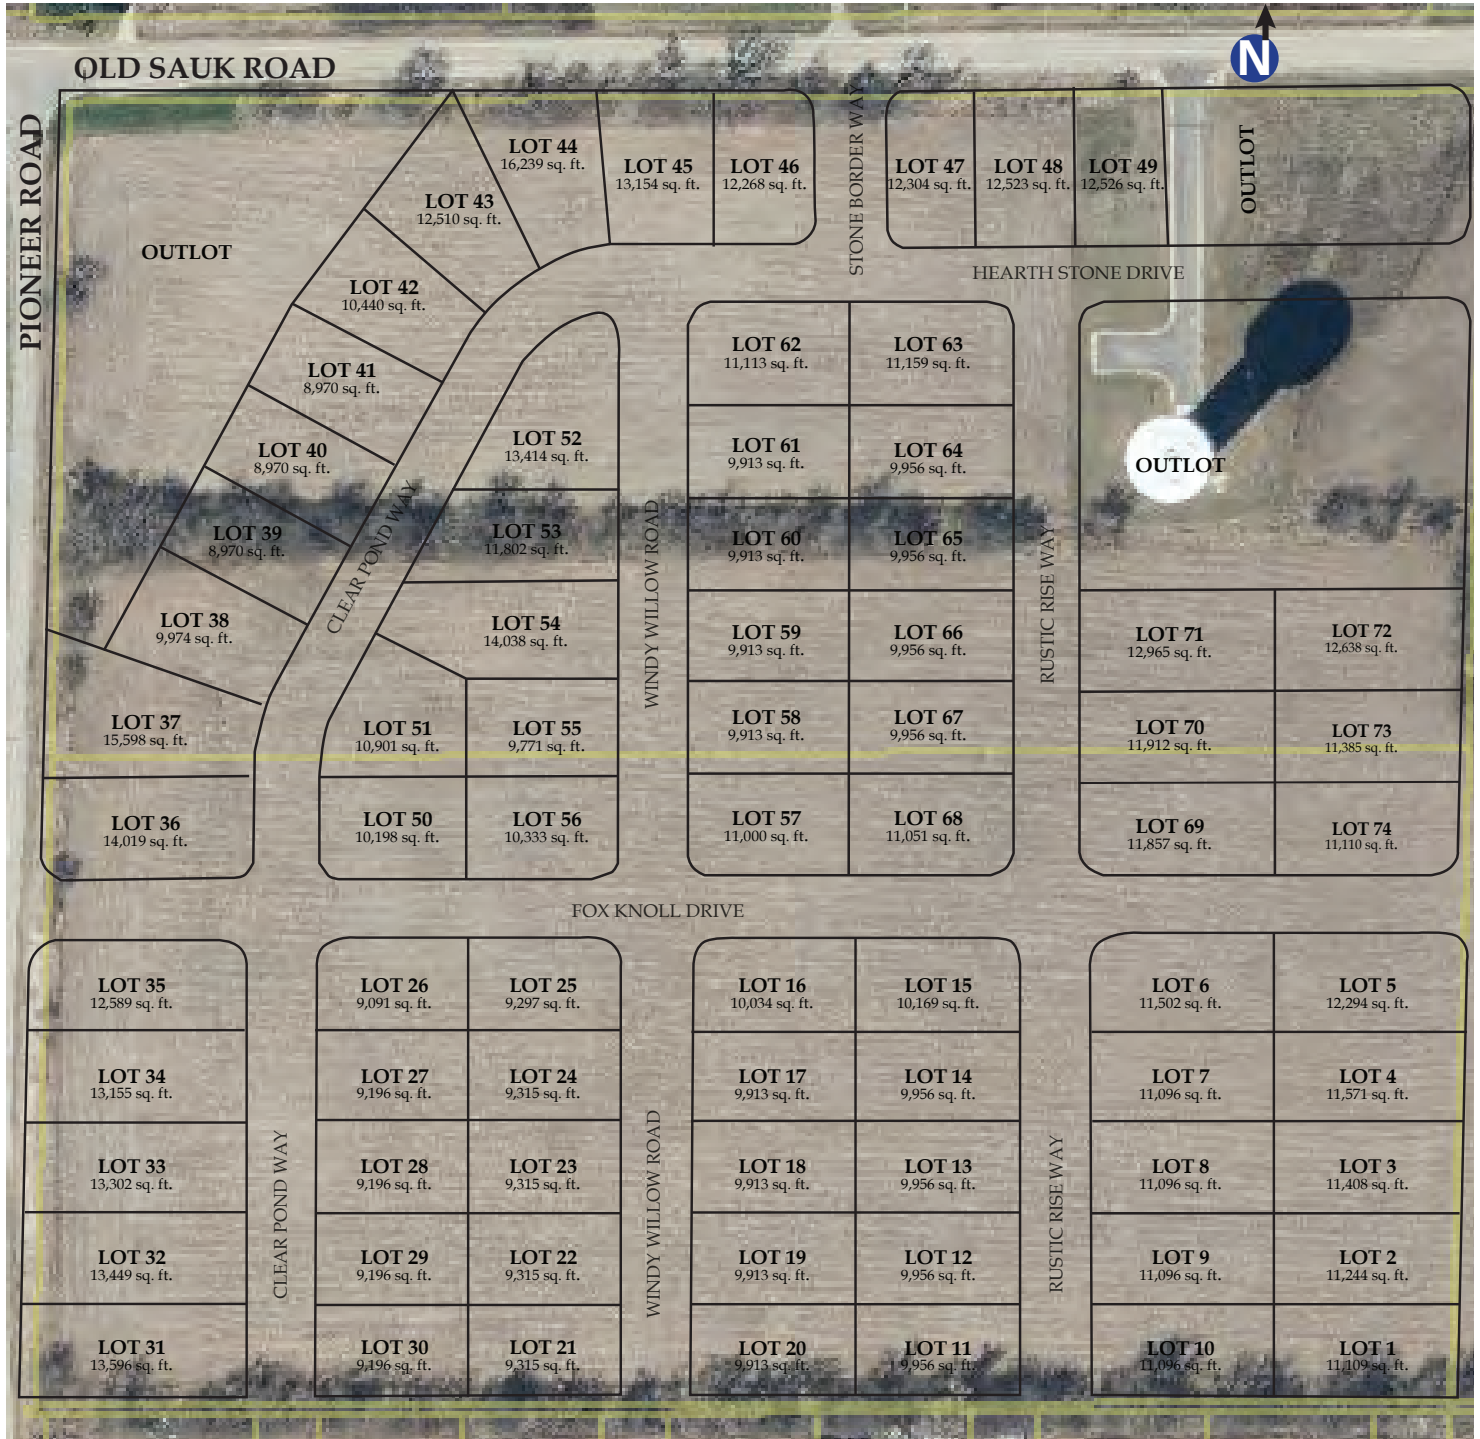 N
OLD SAUK ROAD
PIONEER ROAD
STONE BORDER WAY
OUTLOT
LOT 44
16,239 sq. ft.
LOT 45
13,154 sq. ft.
LOT 46
12,268 sq. ft.
LOT 47
12,304 sq. ft.
LOT 48
12,523 sq. ft.
LOT 49
12,526 sq. ft.
LOT 43
12,510 sq. ft.
OUTLOT
HEARTH STONE DRIVE
LOT 42
10,440 sq. ft.
LOT 41
8,970 sq. ft.
LOT 62
11,113 sq. ft.
LOT 63
11,159 sq. ft.
LOT 40
8,970 sq. ft.
LOT 52
13,414 sq. ft.
LOT 61
9,913 sq. ft.
LOT 64
9,956 sq. ft.
OUTLOT
LOT 39
8,970 sq. ft.
CLEAR POND WAY
LOT 53
11,802 sq. ft.
WINDY WILLOW ROAD
LOT 60
9,913 sq. ft.
LOT 65
9,956 sq. ft.
RUSTIC RISE WAY
LOT 38
9,974 sq. ft.
LOT 54
14,038 sq. ft.
LOT 59
9,913 sq. ft.
LOT 66
9,956 sq. ft.
LOT 71
12,965 sq. ft.
LOT 72
12,638 sq. ft.
LOT 37
15,598 sq. ft.
LOT 51
10,901 sq. ft.
LOT 55
9,771 sq. ft.
LOT 58
9,913 sq. ft.
LOT 67
9,956 sq. ft.
LOT 70
11,912 sq. ft.
LOT 73
11,385 sq. ft.
LOT 36
14,019 sq. ft.
LOT 50
10,198 sq. ft.
LOT 56
10,333 sq. ft.
LOT 57
11,000 sq. ft.
LOT 68
11,051 sq. ft.
LOT 69
11,857 sq. ft.
LOT 74
11,110 sq. ft.
FOX KNOLL DRIVE
LOT 35
12,589 sq. ft.
LOT 26
9,091 sq. ft.
LOT 25
9,297 sq. ft.
LOT 16
10,034 sq. ft.
LOT 15
10,169 sq. ft.
LOT 6
11,502 sq. ft.
LOT 5
12,294 sq. ft.
LOT 34
13,155 sq. ft.
LOT 27
9,196 sq. ft.
LOT 24
9,315 sq. ft.
LOT 17
9,913 sq. ft.
LOT 14
9,956 sq. ft.
LOT 7
11,096 sq. ft.
LOT 4
11,571 sq. ft.
LOT 33
13,302 sq. ft.
CLEAR POND WAY
LOT 28
9,196 sq. ft.
LOT 23
9,315 sq. ft.
WINDY WILLOW ROAD
LOT 18
9,913 sq. ft.
LOT 13
9,956 sq. ft.
RUSTIC RISE WAY
LOT 8
11,096 sq. ft.
LOT 3
11,408 sq. ft.
LOT 32
13,449 sq. ft.
LOT 29
9,196 sq. ft.
LOT 22
9,315 sq. ft.
LOT 19
9,913 sq. ft.
LOT 12
9,956 sq. ft.
LOT 9
11,096 sq. ft.
LOT 2
11,244 sq. ft.
LOT 31
13,596 sq. ft.
LOT 30
9,196 sq. ft.
LOT 21
9,315 sq. ft.
LOT 20
9,913 sq. ft.
LOT 11
9,956 sq. ft.
LOT 10
11,096 sq. ft.
LOT 1
11,109 sq. ft.